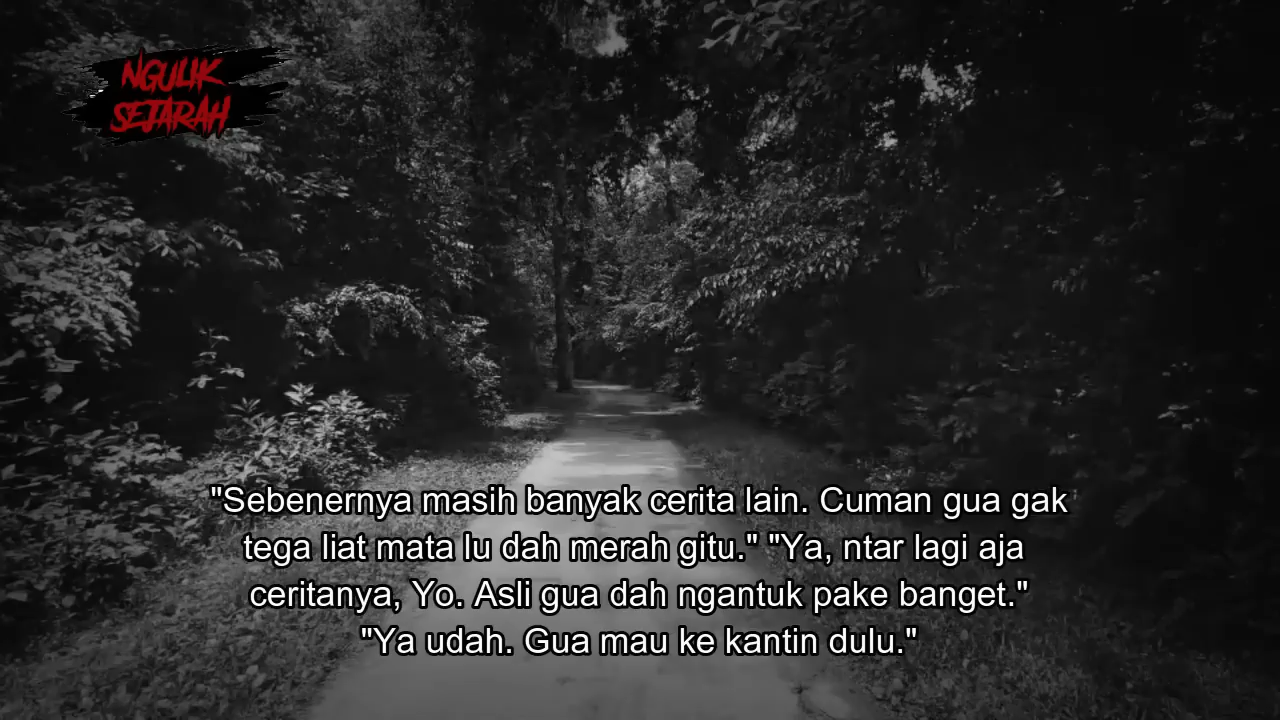 NGULIK
SEJARAH
"Sebenernya masih banyak cerita lain. Cuman gua gak
tega liat mata lu dah merah gitu." "Ya, ntar lagi aja
ceritanya, Yo. Asli gua dah ngantuk pake banget."
"Ya udah. Gua mau ke kantin dulu."